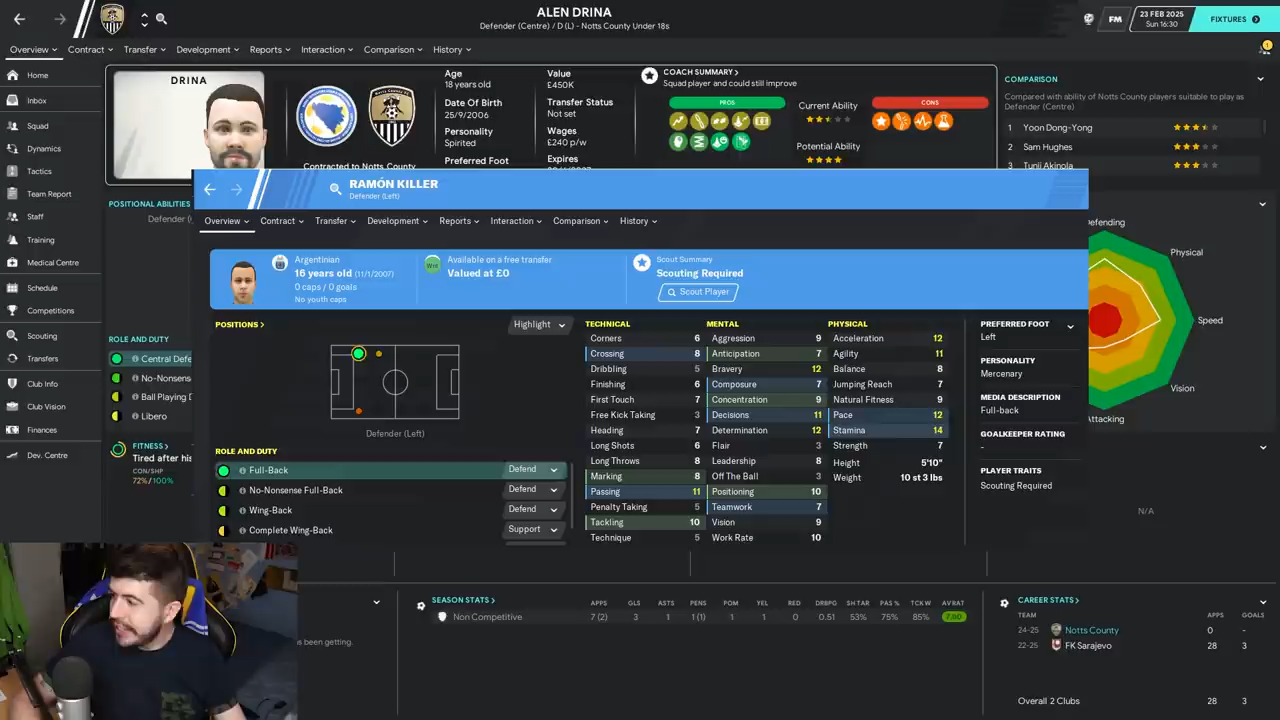 ALEN DRINA
Defender (Centre) / D (L) - Notts County Under 18s
FM
23 FEB 2025
Sun 16:30
FIXTURES
1
Overview
Contract
Transfer
Development
Reports
Interaction
Comparison
History
Home
Inbox
Squad
Dynamics
Tactics
Team Report
Staff
Training
Medical Centre
Schedule
Competitions
Scouting
Transfers
Club Info
Club Vision
Finances
Dev. Centre
DRINA
Contracted to Notts County
Age
18 years old
Date Of Birth
25/9/2006
Personality
Spirited
Preferred Foot
Value
£450K
Transfer Status
Not set
Wages
£240 p/w
Expires
COACH SUMMARY >
Squad player and could still improve
PROS
Current Ability
Potential Ability
CONS
COMPARISON
Compared with ability of Notts County players suitable to play as
Defender (Centre)
1 Yoon Dong-Yong
2 Sam Hughes
3 Tunji Akinola
POSITIONAL ABILITIES
Defender (
ROLE AND DUTY
Central Defe
No-Nonsens
Ball Playing D
Libero
FITNESS >
Tired after his
CON/SHP
72%/100%
RAMÓN KILLER
Defender (Left)
Overview
Contract
Transfer
Development
Reports
Interaction
Comparison
History
Argentinian
16 years old (11/1/2007)
0 caps / 0 goals
No youth caps
Wnt
Available on a free transfer
Valued at £0
Scout Summary
Scouting Required
Scout Player
POSITIONS >
Highlight
Defender (Left)
ROLE AND DUTY
Full-Back Defend
No-Nonsense Full-Back Defend
Wing-Back Defend
Complete Wing-Back Support
TECHNICAL
Corners 6
Crossing 8
Dribbling 5
Finishing 6
First Touch 7
Free Kick Taking 3
Heading 7
Long Shots 6
Long Throws 8
Marking 8
Passing 11
Penalty Taking 5
Tackling 10
Technique 5
MENTAL
Aggression 9
Anticipation 7
Bravery 12
Composure 7
Concentration 9
Decisions 11
Determination 12
Flair 3
Leadership 8
Off The Ball 3
Positioning 10
Teamwork 7
Vision 9
Work Rate 10
PHYSICAL
Acceleration 12
Agility 11
Balance 8
Jumping Reach 7
Natural Fitness 9
Pace 12
Stamina 14
Strength 7
Height 5'10"
Weight 10 st 3 lbs
PREFERRED FOOT
Left
PERSONALITY
Mercenary
MEDIA DESCRIPTION
Full-back
GOALKEEPER RATING
-
PLAYER TRAITS
Scouting Required
Defending
Physical
Speed
Vision
Attacking
N/A
s been getting.
SEASON STATS >
APPS GLS ASTS PENS POM YEL RED DRBPG SH TAR PAS % TCK W AV RAT
Non Competitive 7 (2) 3 1 1 (1) 1 1 0 0.51 53% 75% 85% 7.60
CAREER STATS >
TEAM APPS GOALS
24-25 Notts County 0 -
22-25 FK Sarajevo 28 3
Overall 2 Clubs 28 3